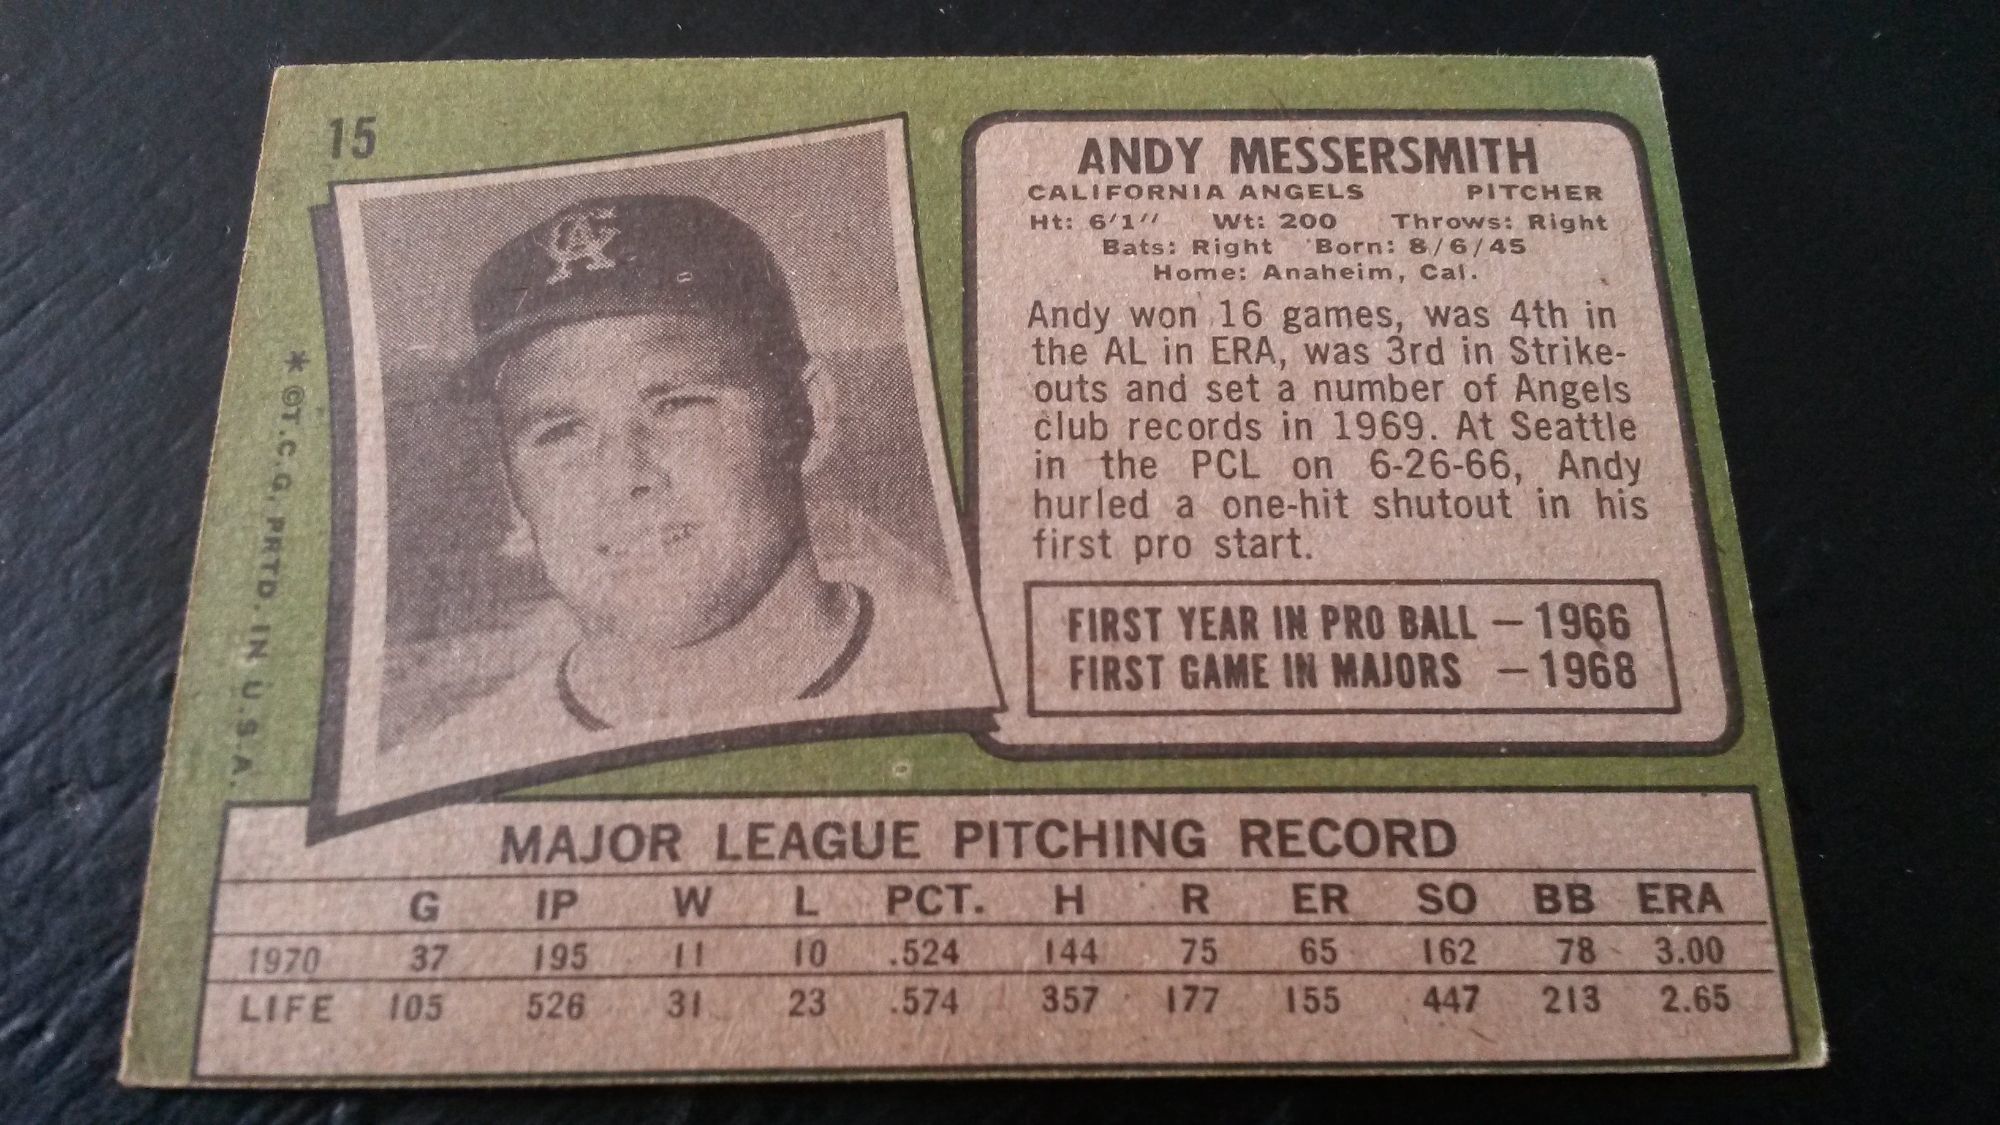 15
CA
* ©T.C.G. PRTD. IN U.S.A.
ANDY MESSERSMITH
CALIFORNIA ANGELS PITCHER
Ht: 6'1" Wt: 200 Throws: Right
Bats: Right Born: 8/6/45
Home: Anaheim, Cal.
Andy won 16 games, was 4th in
the AL in ERA, was 3rd in Strike-
outs and set a number of Angels
club records in 1969. At Seattle
in the PCL on 6-26-66, Andy
hurled a one-hit shutout in his
first pro start.
FIRST YEAR IN PRO BALL — 1966
FIRST GAME IN MAJORS — 1968
MAJOR LEAGUE PITCHING RECORD
G IP W L PCT. H R ER SO BB ERA
1970 37 195 11 10 .524 144 75 65 162 78 3.00
LIFE 105 526 31 23 .574 357 177 155 447 213 2.65